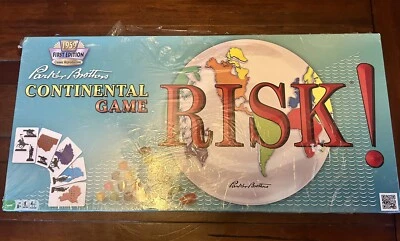 1959
FIRST EDITION
Parker Brothers
CONTINENTAL
GAME
RISK!
Parker Brothers